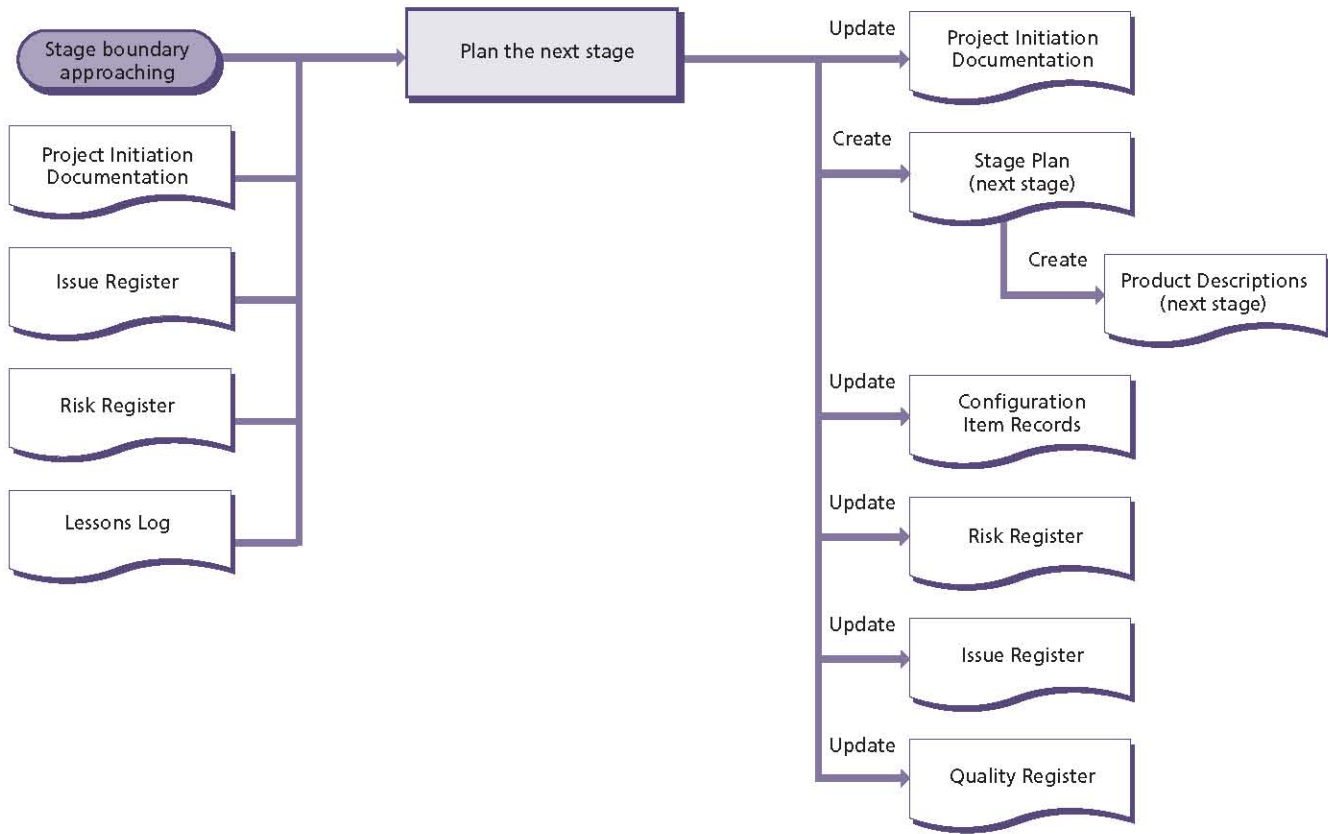 Stage boundary
approaching
Project Initiation
Documentation
Issue Register
Risk Register
Lessons Log
Plan the next stage
Update
Project Initiation
Documentation
Create
Stage Plan
(next stage)
Create
Product Descriptions
(next stage)
Update
Configuration
Item Records
Update
Risk Register
Update
Issue Register
Update
Quality Register